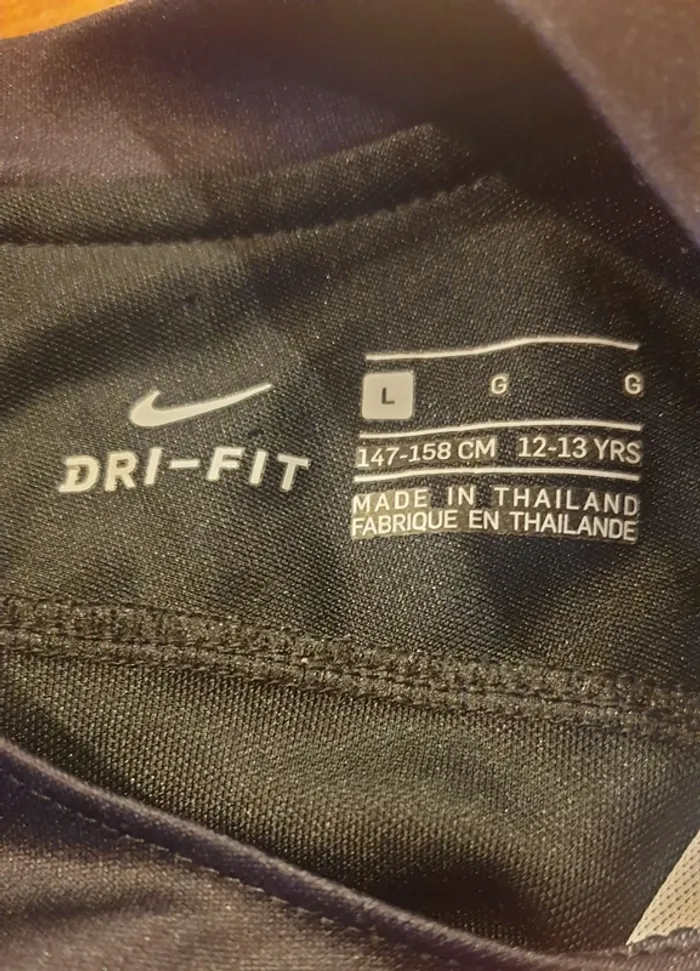 DRI-FIT
L G G
147-158 CM 12-13 YRS
MADE IN THAILAND
FABRIQUE EN THAILANDE